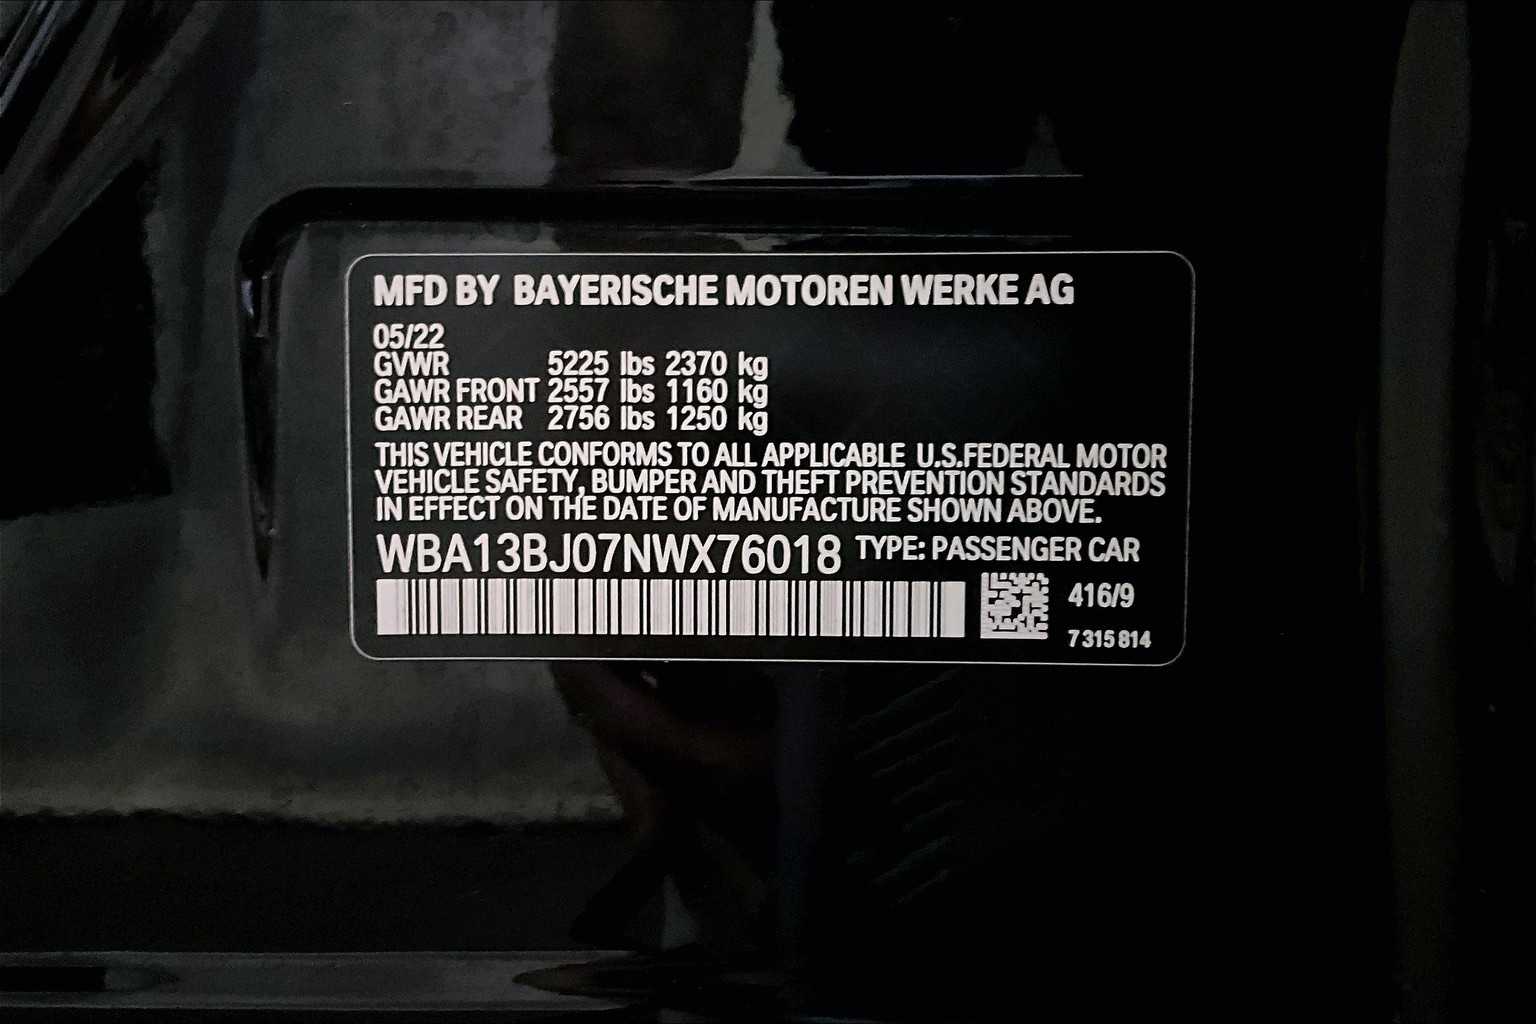 MFD BY BAYERISCHE MOTOREN WERKE AG
05/22
GVWR 5225 lbs 2370 kg
GAWR FRONT 2557 lbs 1160 kg
GAWR REAR 2756 lbs 1250 kg
THIS VEHICLE CONFORMS TO ALL APPLICABLE U.S.FEDERAL MOTOR
VEHICLE SAFETY, BUMPER AND THEFT PREVENTION STANDARDS
IN EFFECT ON THE DATE OF MANUFACTURE SHOWN ABOVE.
WBA13BJ07NWX76018 TYPE: PASSENGER CAR
416/9
7 315 814